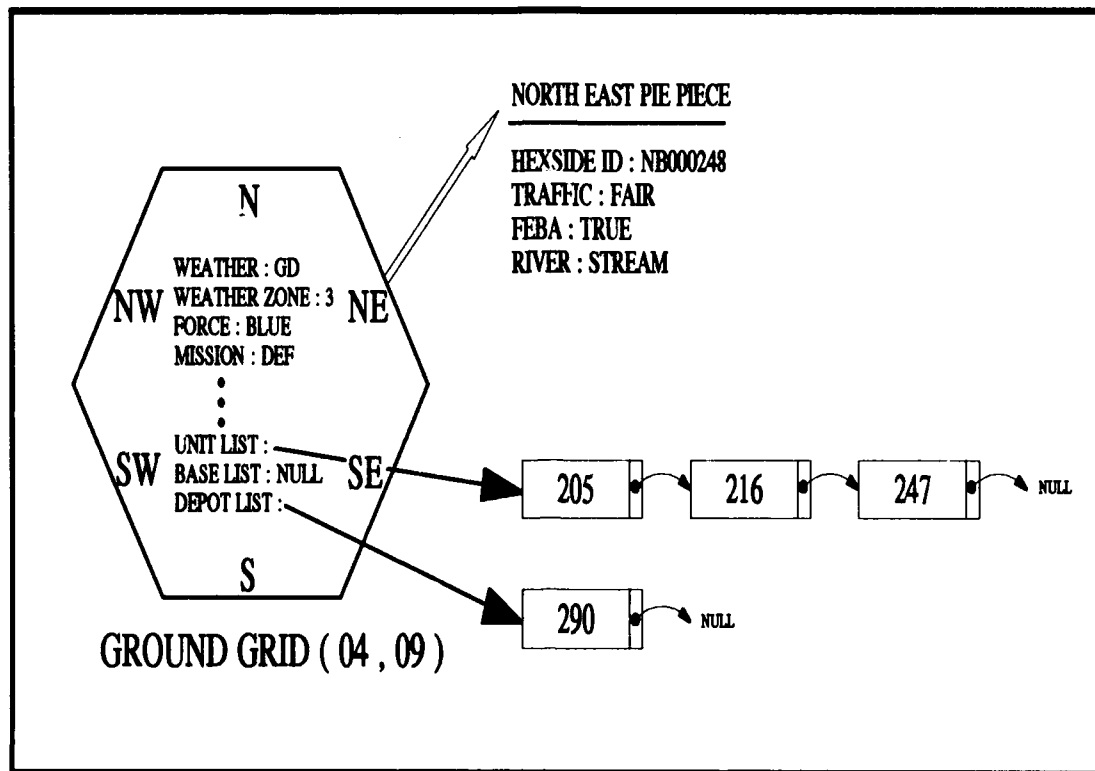 NORTH EAST PIE PIECE
HEXSIDE ID : NB000248
TRAFFIC : FAIR
FEBA : TRUE
RIVER : STREAM
N
WEATHER : GD
WEATHER ZONE : 3
NW
NE
FORCE : BLUE
MISSION : DEF
UNIT LIST :
SW
BASE LIST : NULL
SE
DEPOT LIST :
S
205
216
247
NULL
290
NULL
GROUND GRID ( 04 , 09 )